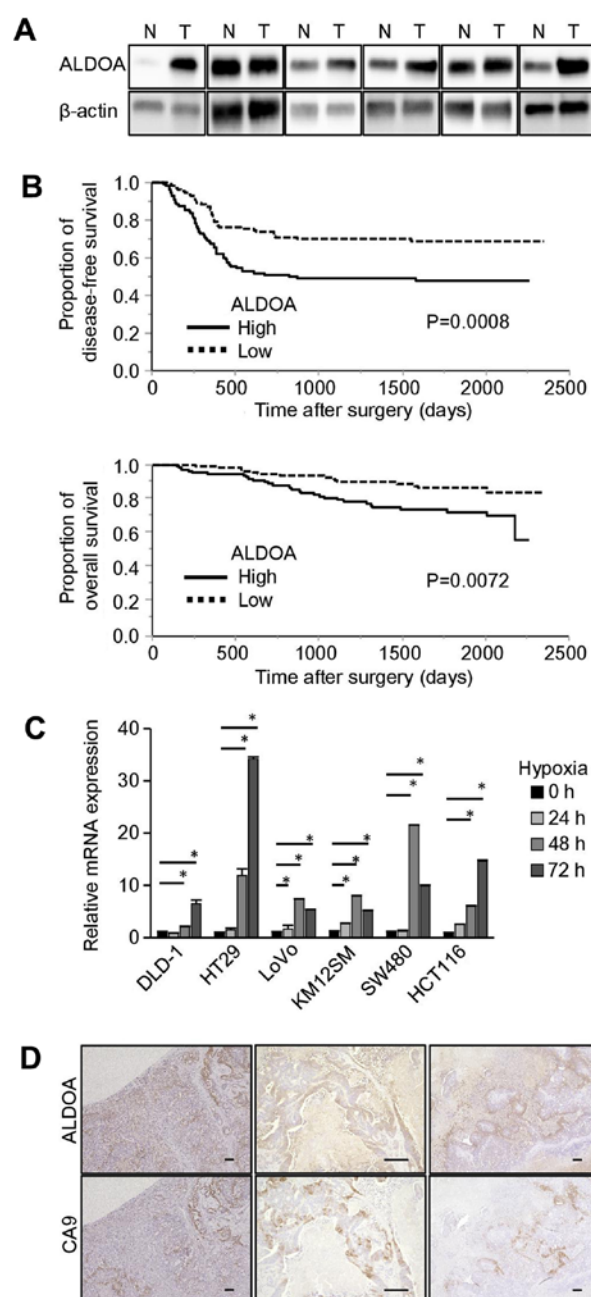 A
N T N T N T N T N T N T
ALDOA
β-actin
B
Proportion of
disease-free survival
1.0
0.8
0.6
0.4
0.2
0.0
ALDOA
High
Low
P=0.0008
0 500 1000 1500 2000 2500
Time after surgery (days)
Proportion of
overall survival
1.0
0.8
0.6
0.4
0.2
0.0
ALDOA
High
Low
P=0.0072
0 500 1000 1500 2000 2500
Time after surgery (days)
C
Relative mRNA expression
40
30
20
10
0
* * * * * * * * * * * * * *
Hypoxia
0 h
24 h
48 h
72 h
DLD-1 HT29 LoVo KM12SM SW480 HCT116
D
ALDOA
CA9